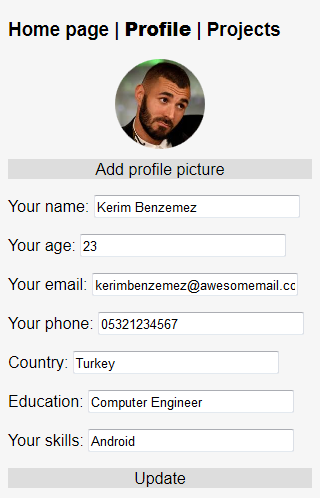 Home page | Profile | Projects
Add profile picture
Your name: Kerim Benzemez
Your age: 23
Your email: kerimbenzemez@awesomemail.cc
Your phone: 05321234567
Country: Turkey
Education: Computer Engineer
Your skills: Android
Update